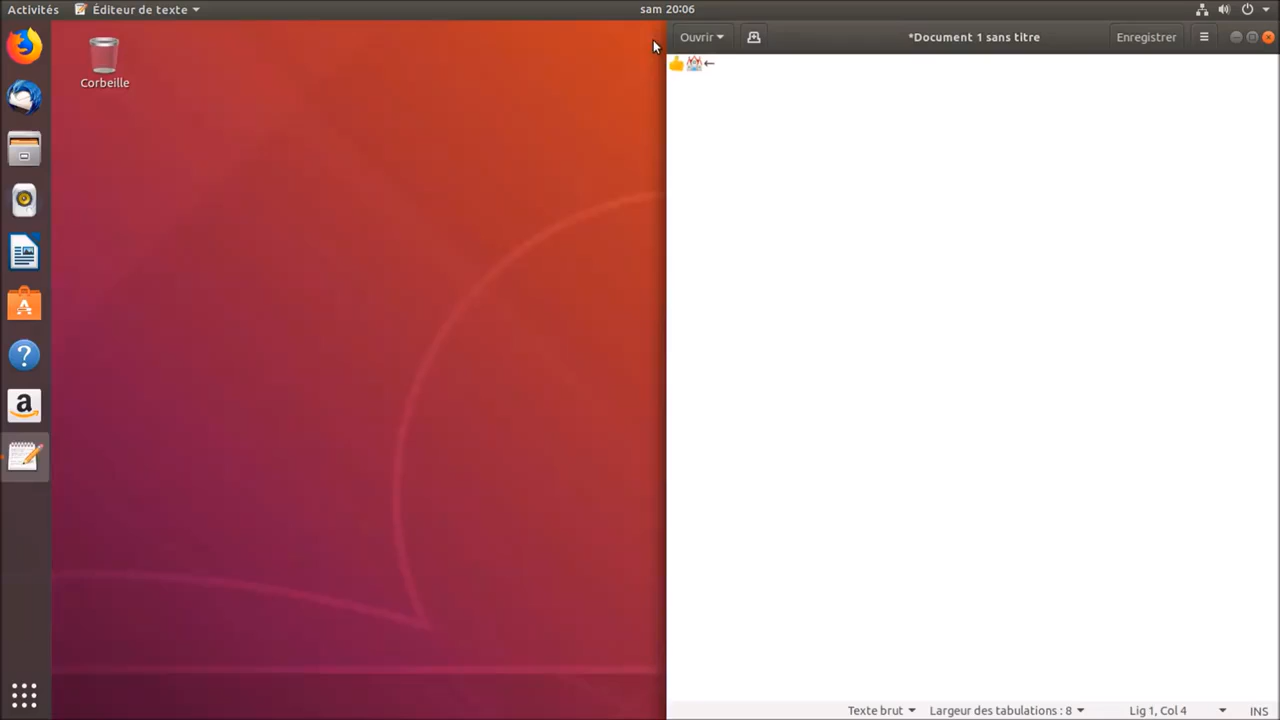 Activités
Éditeur de texte
sam 20:06
Corbeille
Ouvrir
*Document 1 sans titre
Enregistrer
👍←
Texte brut
Largeur des tabulations : 8
Lig 1, Col 4
INS